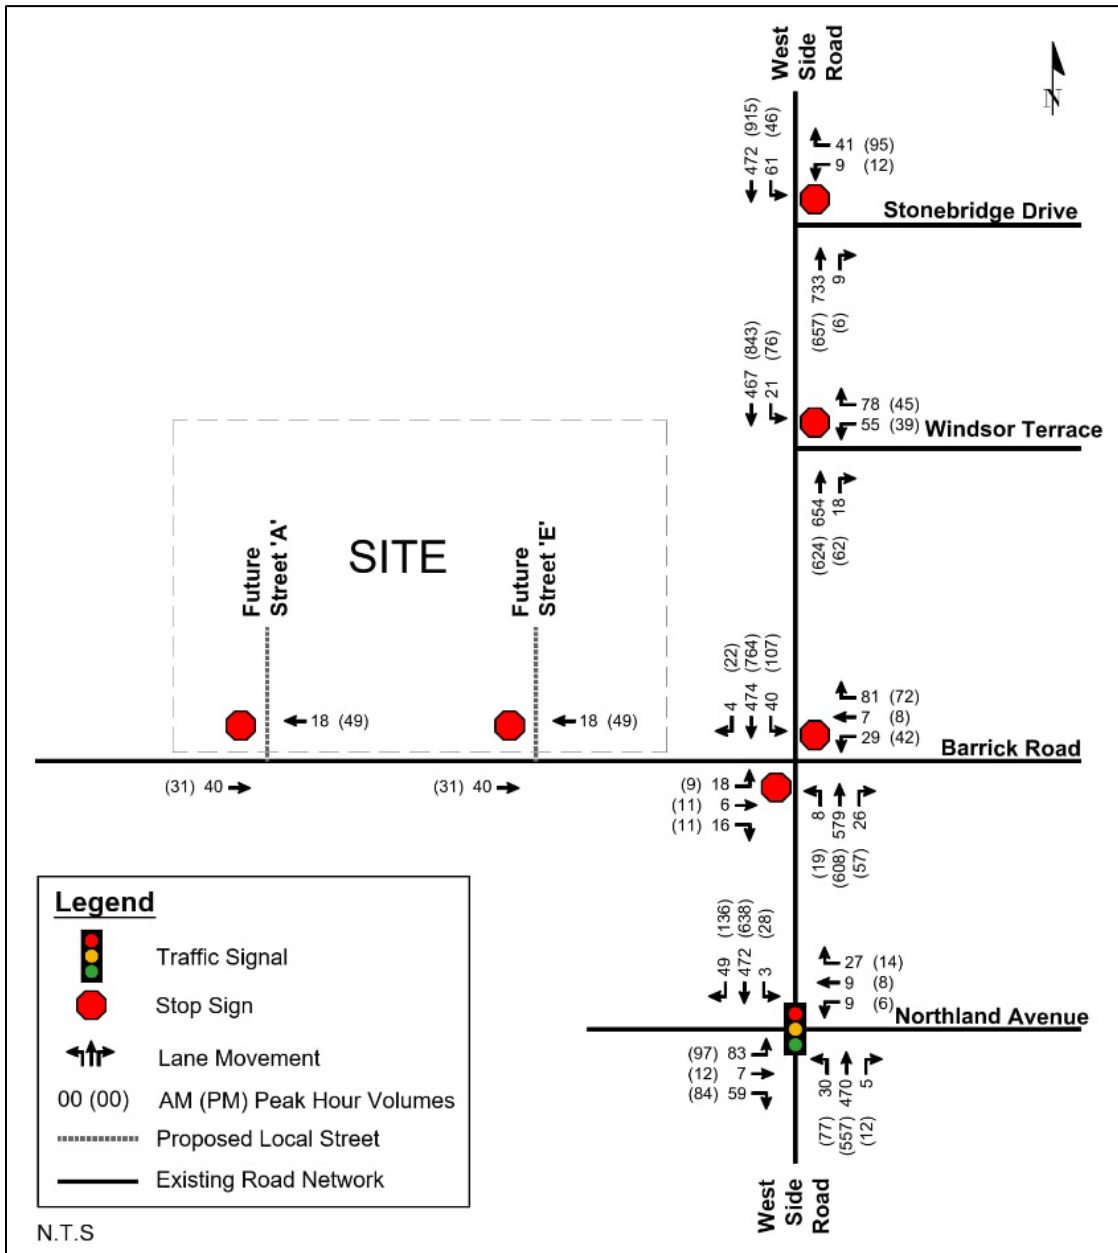 West
Side
Road
N
472 (915)
61 (46)
41 (95)
9 (12)
Stonebridge Drive
(657) 733
(6) 9
467 (843)
21 (76)
78 (45)
55 (39)
Windsor Terrace
(624) 654
(62) 18
SITE
Future
Street 'A'
Future
Street 'E'
18 (49)
18 (49)
4 (22)
474 (764)
40 (107)
81 (72)
7 (8)
29 (42)
Barrick Road
(31) 40
(31) 40
(9) 18
(11) 6
(11) 16
(19) 8
(608) 579
(57) 26
49 (136)
472 (638)
3 (28)
27 (14)
9 (8)
9 (6)
Northland Avenue
(97) 83
(12) 7
(84) 59
(77) 30
(557) 470
(12) 5
West
Side
Road
Legend
Traffic Signal
Stop Sign
Lane Movement
00 (00) AM (PM) Peak Hour Volumes
Proposed Local Street
Existing Road Network
N.T.S